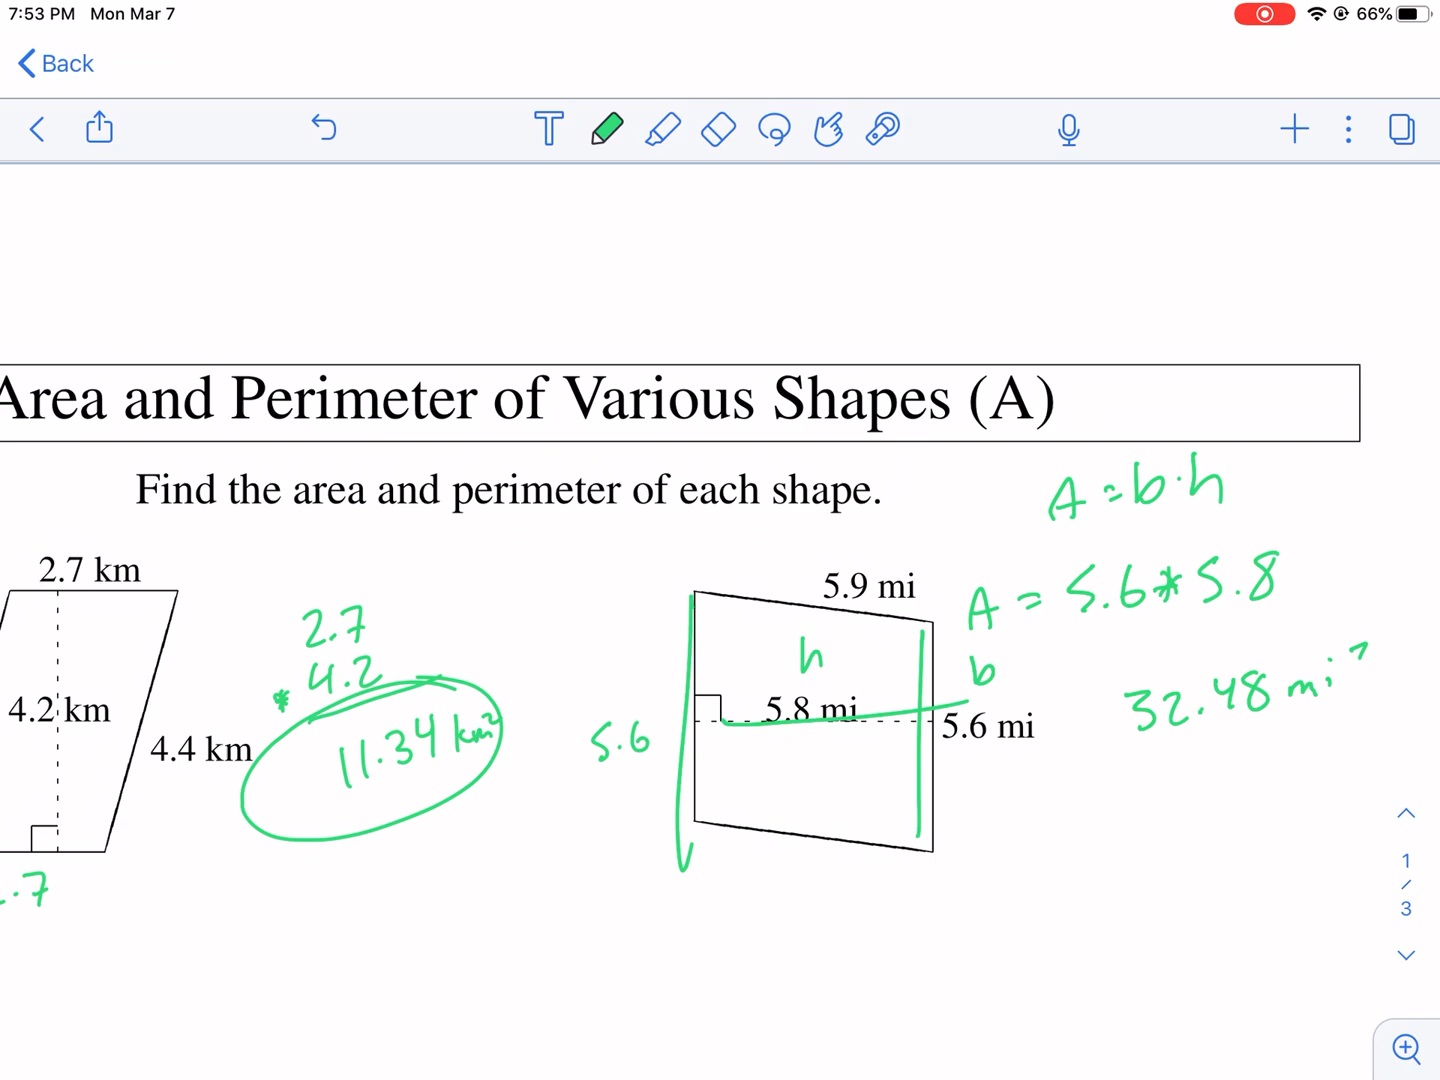 7:53 PM Mon Mar 7
66%
Back
Area and Perimeter of Various Shapes (A)
Find the area and perimeter of each shape.
A = b·h
2.7 km
5.9 mi
A = 5.6 * 5.8
2.7
* 4.2
h
b
4.2 km
5.8 mi
5.6 mi
32.48 mi²
4.4 km
11.34 km²
5.6
.7
1
/
3